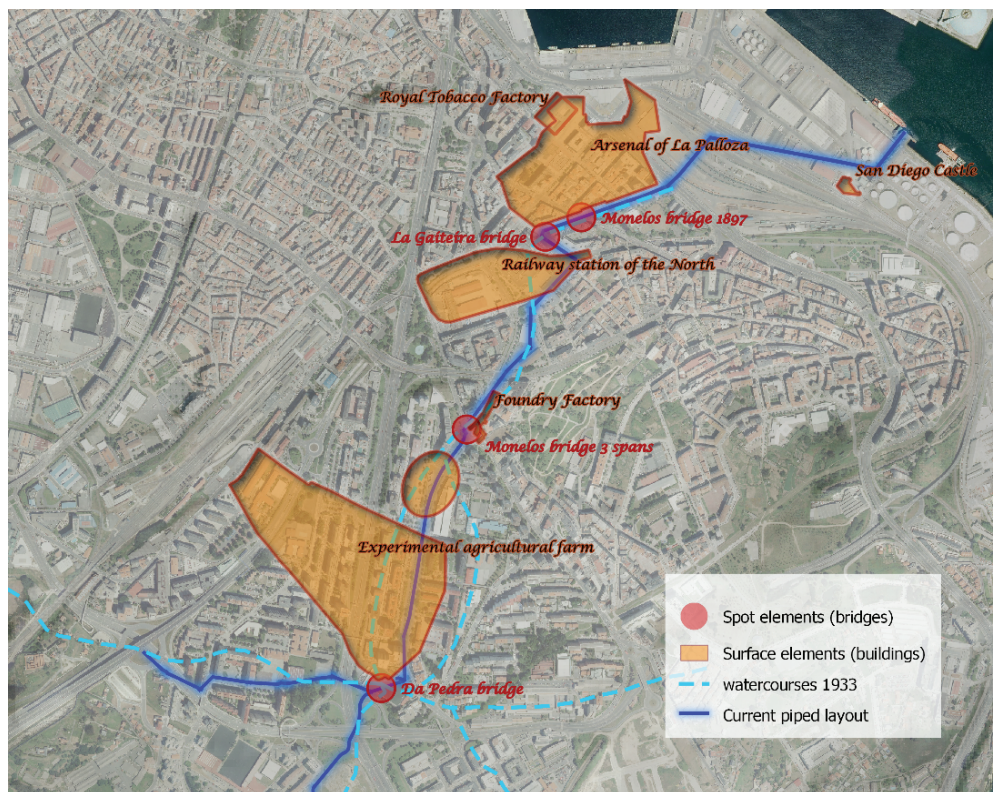 Royal Tobacco Factory
Arsenal of La Palloza
San Diego Castle
Monelos bridge 1897
La Gaiteira bridge
Railway station of the North
Foundry Factory
Monelos bridge 3 spans
Experimental agricultural farm
Da Pedra bridge
Spot elements (bridges)
Surface elements (buildings)
watercourses 1933
Current piped layout